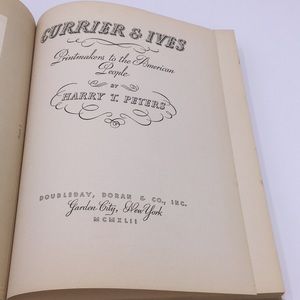 CURRIER & IVES
Printmakers to the American
People
BY
HARRY T. PETERS
DOUBLEDAY, DORAN & CO., INC.
Garden City, New York
MCMXLII